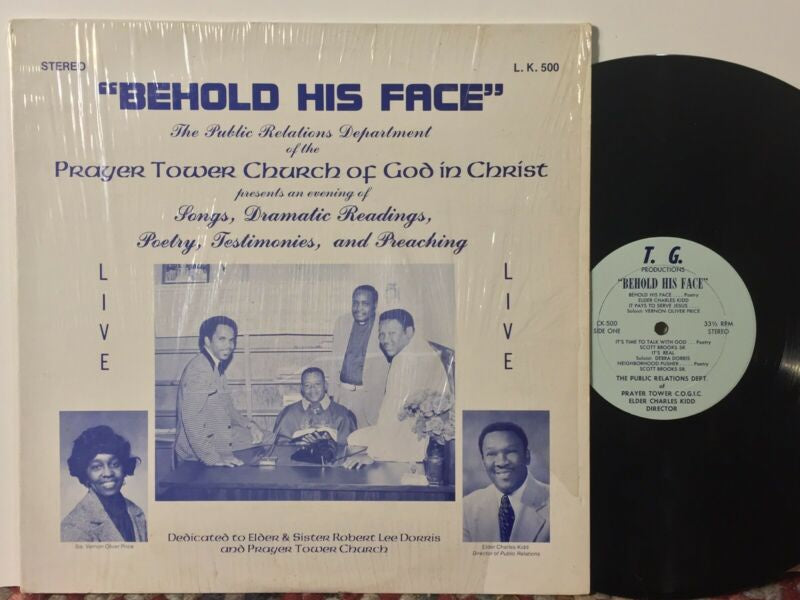 STEREO
L. K. 500
"BEHOLD HIS FACE"
The Public Relations Department
of the
Prayer Tower Church of God in Christ
presents an evening of
Songs, Dramatic Readings,
Poetry, Testimonies, and Preaching
LIVE
LIVE
Sis. Vernon Oliver Price
Elder Charles Kidd
Director of Public Relations
Dedicated to Elder & Sister Robert Lee Dorris
and Prayer Tower Church
T. G.
PRODUCTIONS
"BEHOLD HIS FACE"
BEHOLD HIS FACE .... Poetry
ELDER CHARLES KIDD
IT PAYS TO SERVE JESUS ....
Soloist: VERNON OLIVER PRICE
CK-500
SIDE ONE
33⅓ RPM
STEREO
IT'S TIME TO TALK WITH GOD ... Poetry
SCOTT BROOKS SR.
IT'S REAL
Soloist: DEBRA DORRIS
NEIGHBORHOOD PUSHER ..... Poetry
SCOTT BROOKS SR.
THE PUBLIC RELATIONS DEPT.
of
PRAYER TOWER C.O.G.I.C.
ELDER CHARLES KIDD
DIRECTOR